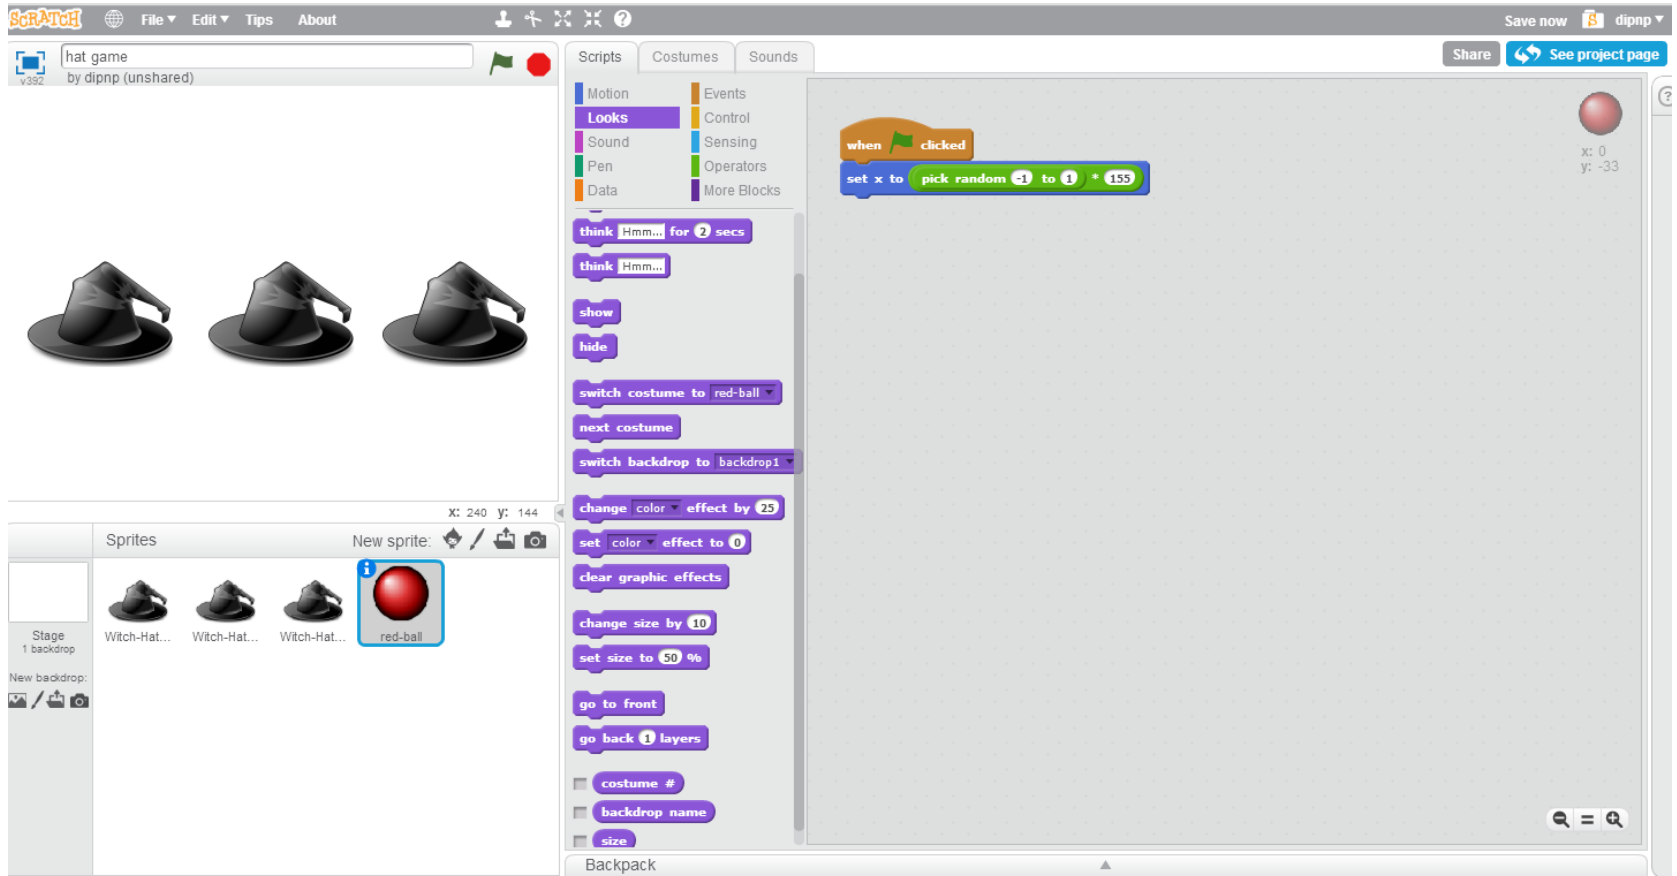 SCRATCH File Edit Tips About Save now dipnp
hat game
by dipnp (unshared)
v392
Scripts Costumes Sounds
Share See project page
Motion Events
Looks Control
Sound Sensing
Pen Operators
Data More Blocks
think Hmm... for 2 secs
think Hmm...
show
hide
switch costume to red-ball
next costume
switch backdrop to backdrop1
change color effect by 25
set color effect to 0
clear graphic effects
change size by 10
set size to 50 %
go to front
go back 1 layers
costume #
backdrop name
size
when clicked
set x to pick random -1 to 1 * 155
x: 0
y: -33
X: 240 y: 144
Sprites New sprite:
Witch-Hat... Witch-Hat... Witch-Hat... red-ball
Stage
1 backdrop
New backdrop:
Backpack